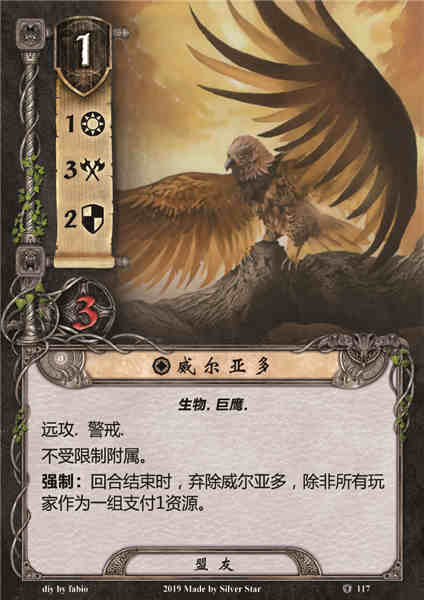 1
1
3
2
3
威尔亚多
生物. 巨鹰.
远攻. 警戒.
不受限制附属。
强制：回合结束时，弃除威尔亚多，除非所有玩
家作为一组支付1资源。
盟友
diy by fabio 2019 Made by Silver Star 117